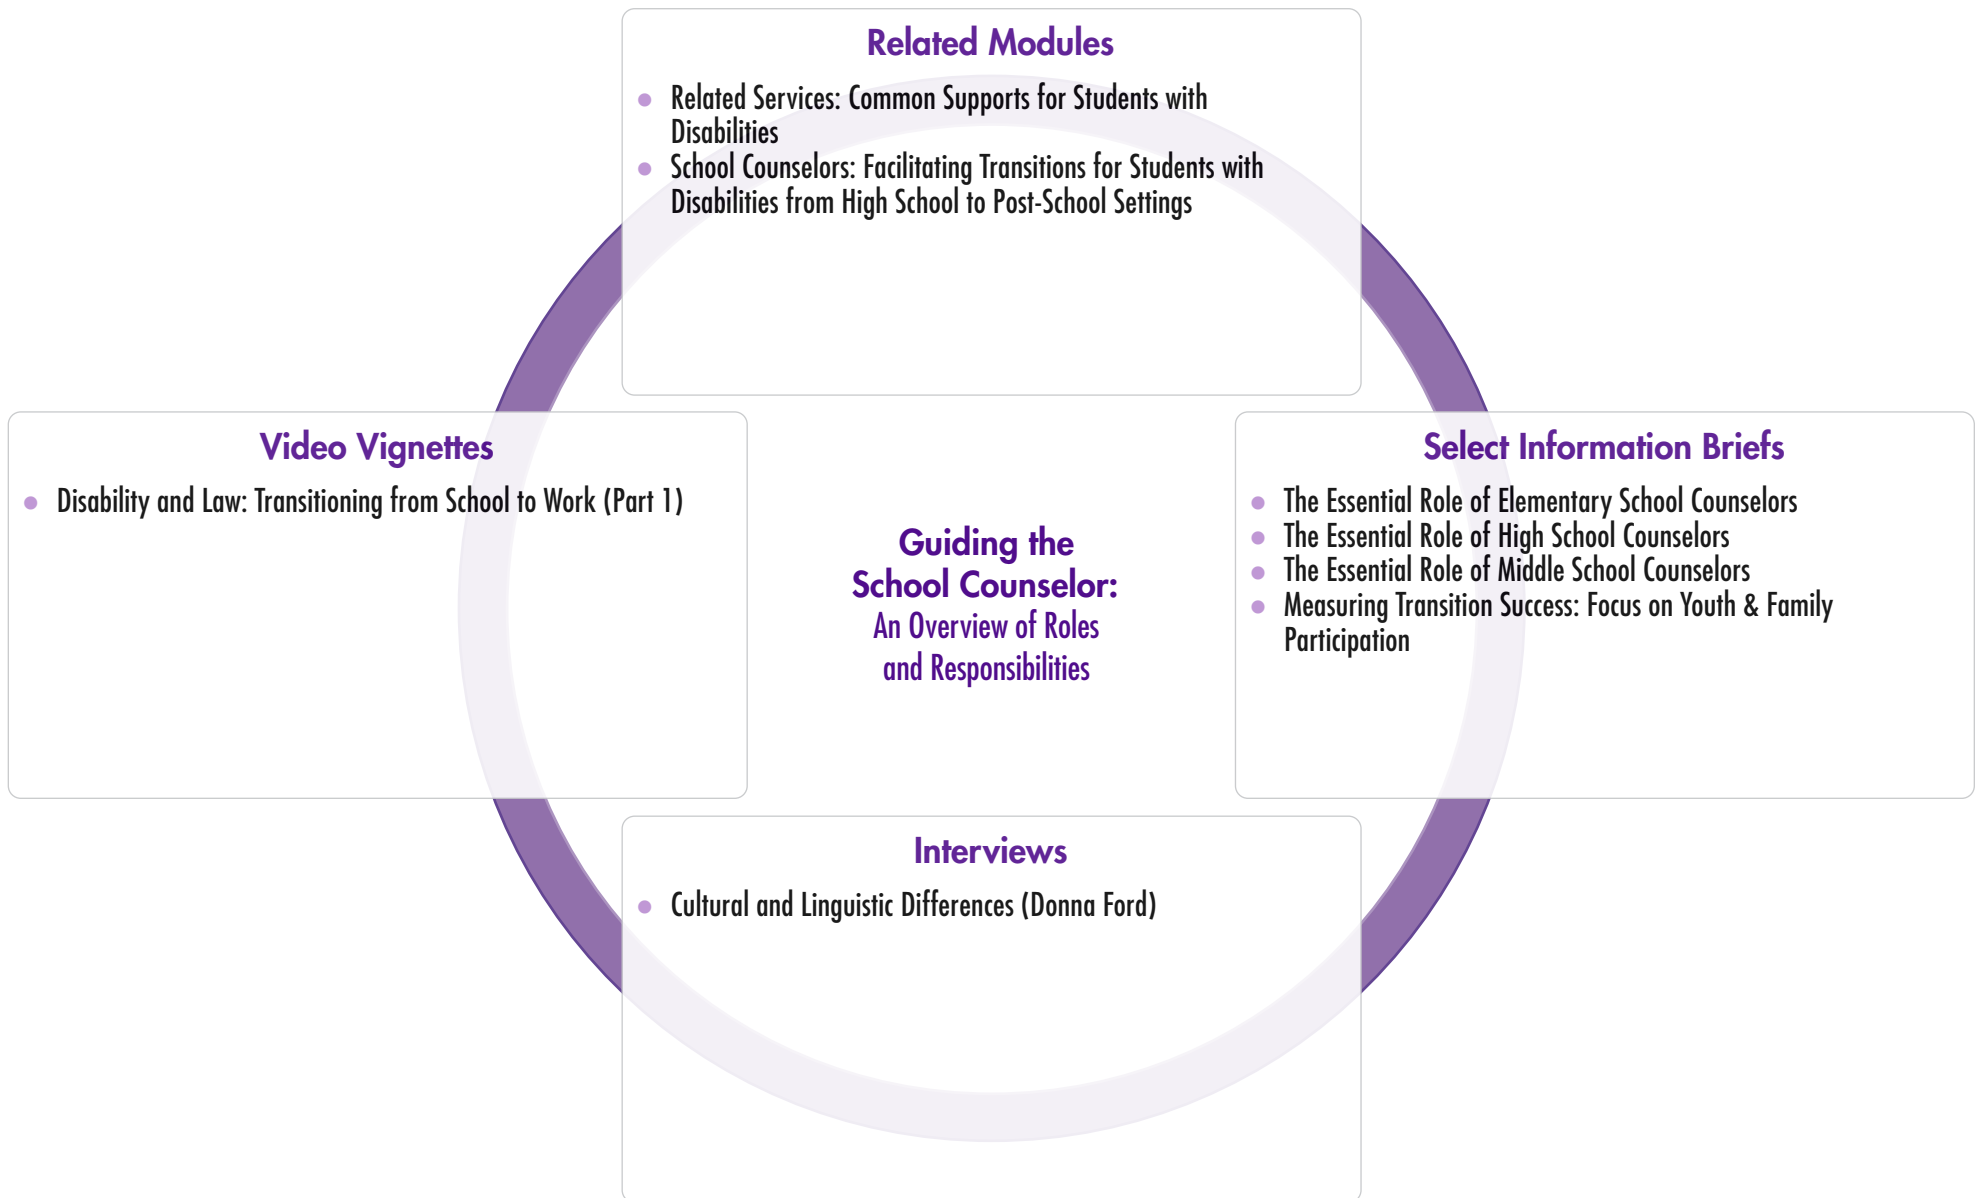 Related Modules
Related Services: Common Supports for Students with
Disabilities
School Counselors: Facilitating Transitions for Students with
Disabilities from High School to Post-School Settings
Video Vignettes
Disability and Law: Transitioning from School to Work (Part 1)
Guiding the
School Counselor:
An Overview of Roles
and Responsibilities
Select Information Briefs
The Essential Role of Elementary School Counselors
The Essential Role of High School Counselors
The Essential Role of Middle School Counselors
Measuring Transition Success: Focus on Youth & Family
Participation
Interviews
Cultural and Linguistic Differences (Donna Ford)